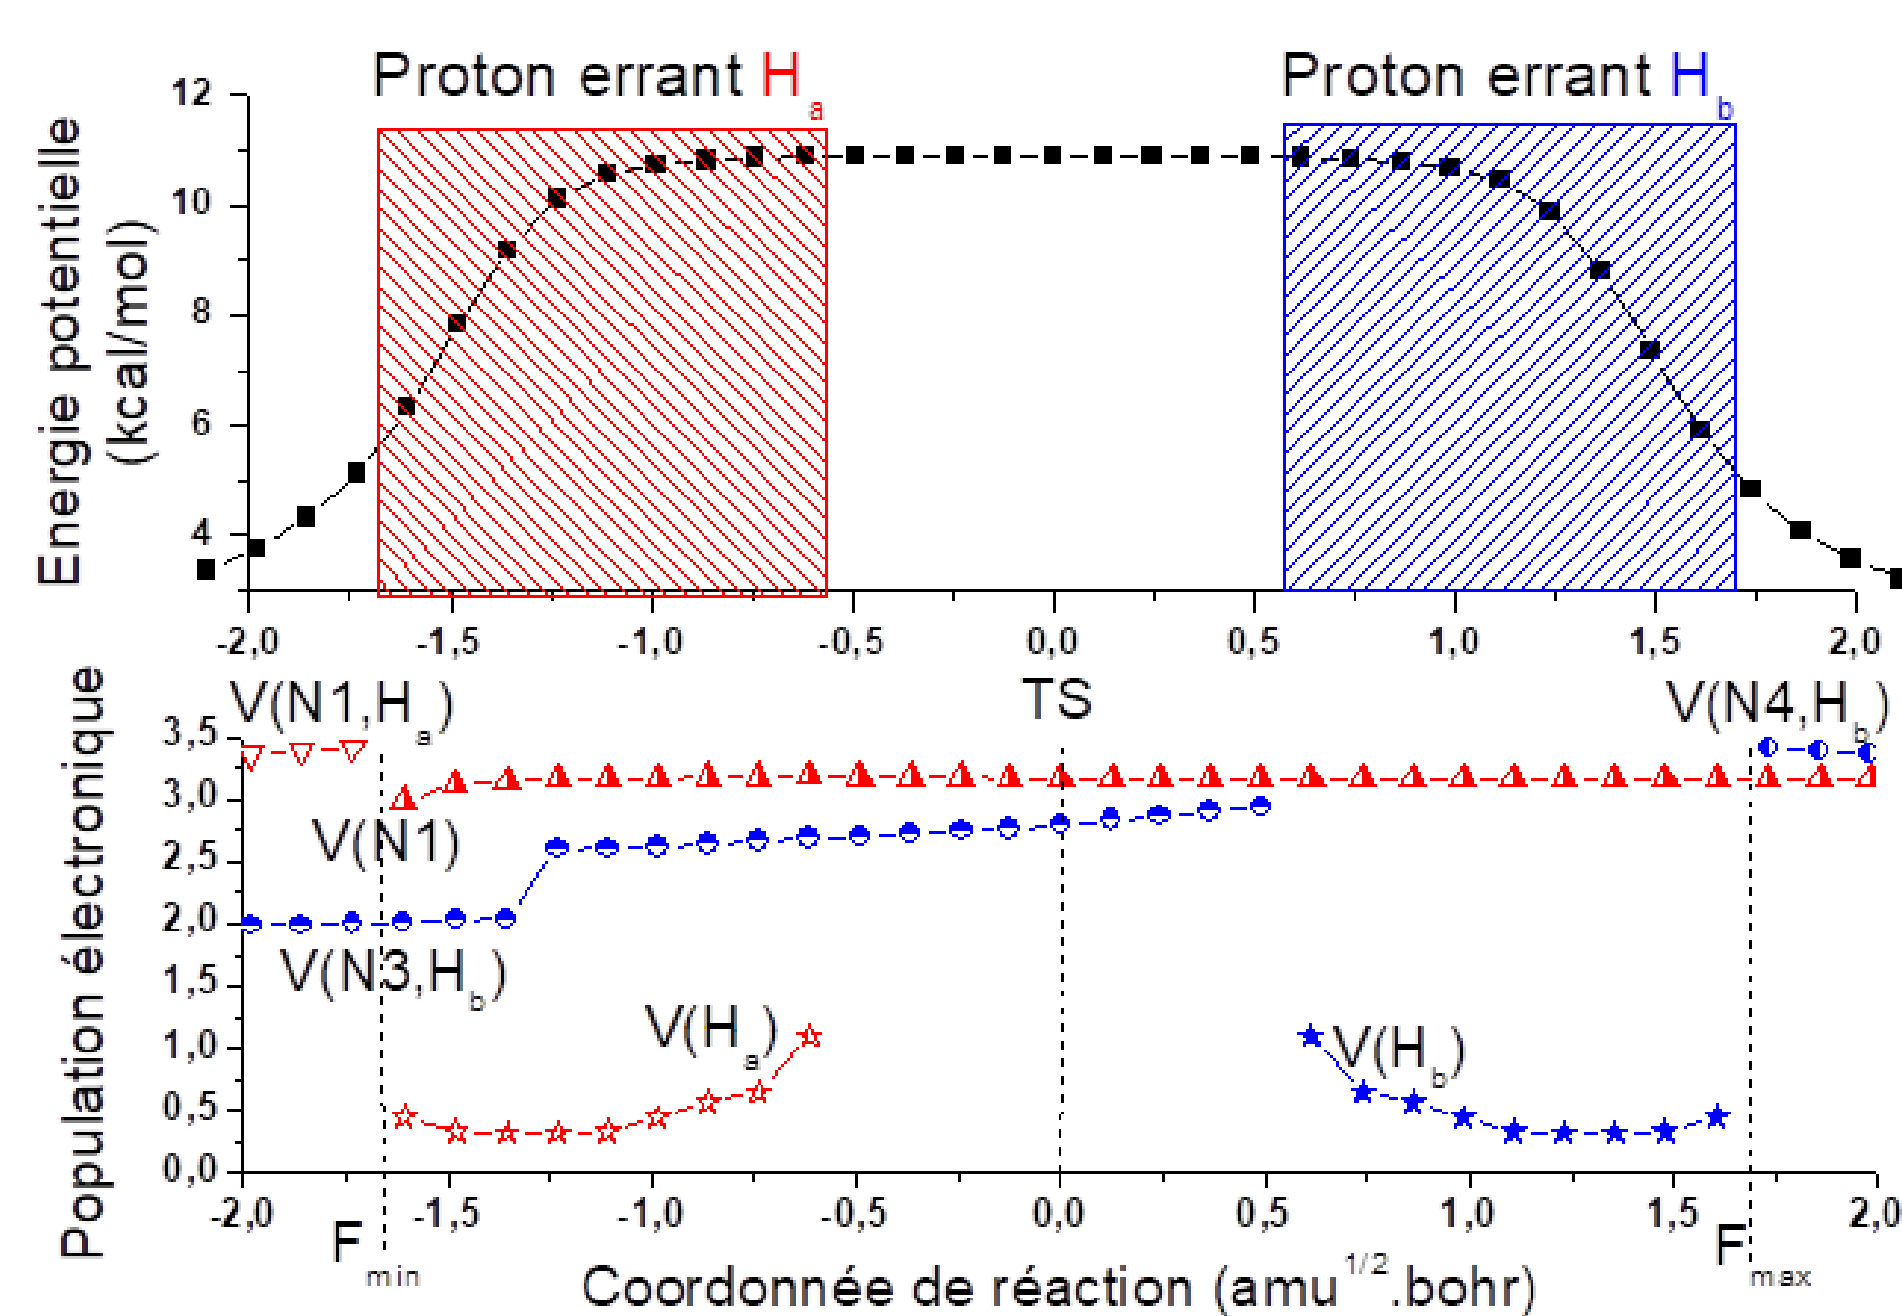 Proton errant Ha
Proton errant Hb
Energie potentielle
(kcal/mol)
12
10
8
6
4
-2,0 -1,5 -1,0 -0,5 0,0 0,5 1,0 1,5 2,0
V(N1,Ha)
TS
V(N4,Hb)
Population électronique
3,5
3,0
2,5
2,0
1,5
1,0
0,5
0,0
V(N1)
V(N3,Hb)
V(Ha)
V(Hb)
-2,0 -1,5 -1,0 -0,5 0,0 0,5 1,0 1,5 2,0
Fmin
Fmax
Coordonnée de réaction (amu1/2.bohr)